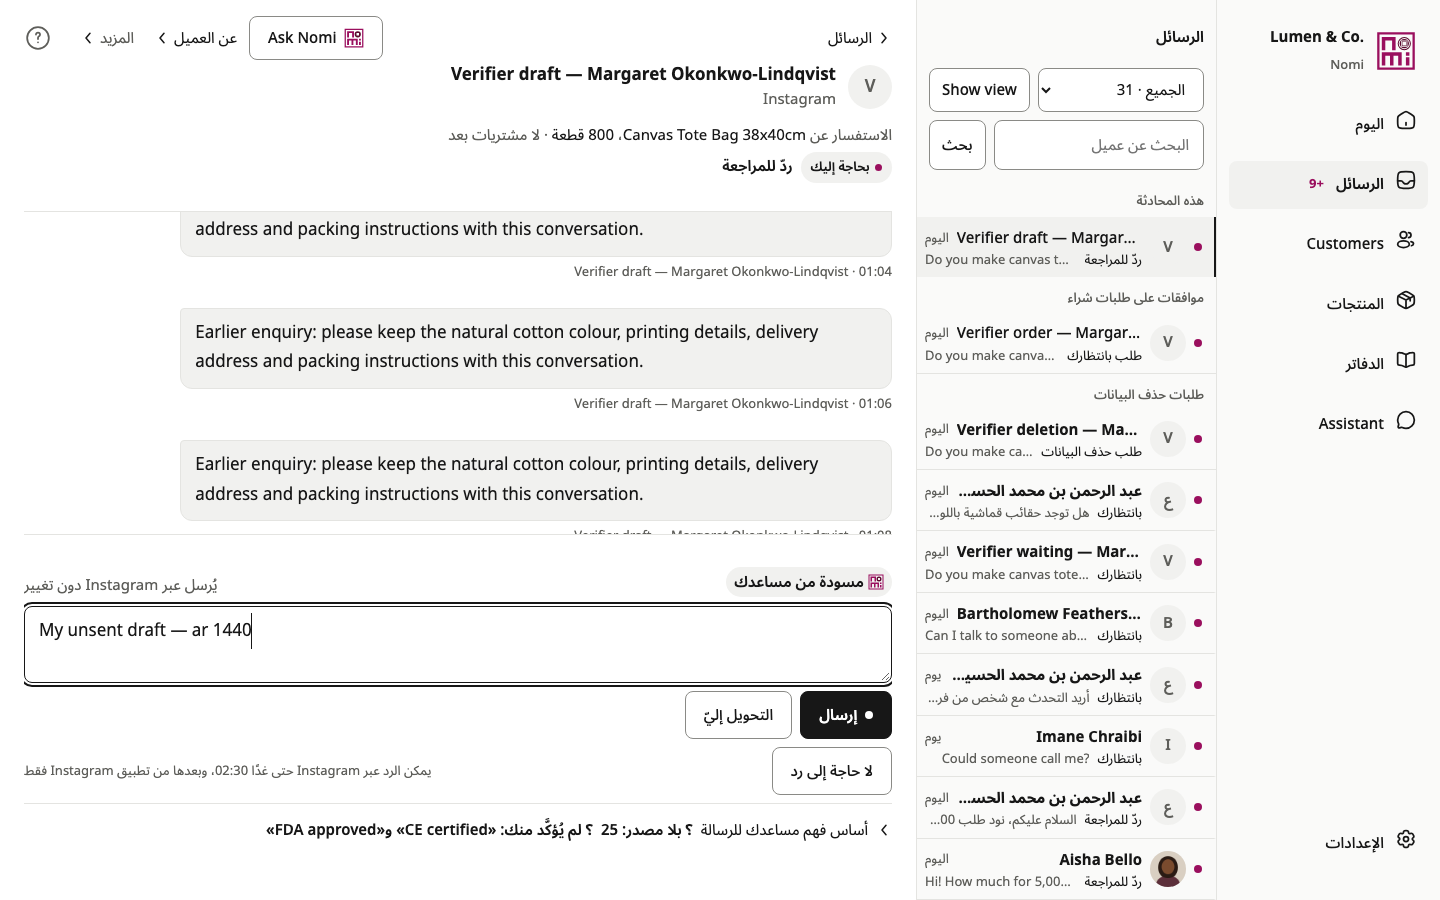 Lumen & Co.
Nomi
اليوم
الرسائل
9+
Customers
المنتجات
الدفاتر
Assistant
الإعدادات
الرسائل
الجميع · 31
Show view
البحث عن عميل
بحث
هذه المحادثة
V
Verifier draft — Margar...
اليوم
ردّ للمراجعة
Do you make canvas t...
موافقات على طلبات شراء
V
Verifier order — Margar...
اليوم
طلب بانتظارك
Do you make canva...
طلبات حذف البيانات
V
Verifier deletion — Ma...
اليوم
طلب حذف البيانات
Do you make ca...
ع
عبد الرحمن بن محمد الحسـ...
اليوم
بانتظارك
هل توجد حقائب قماشية باللو...
V
Verifier waiting — Mar...
اليوم
بانتظارك
Do you make canvas tote...
B
Bartholomew Feathers...
اليوم
بانتظارك
Can I talk to someone ab...
ع
عبد الرحمن بن محمد الحسيـ...
يوم
بانتظارك
أريد التحدث مع شخص من فر...
I
Imane Chraibi
يوم
بانتظارك
Could someone call me?
ع
عبد الرحمن بن محمد الحسـ...
اليوم
ردّ للمراجعة
السلام عليكم، نود طلب 00...
Aisha Bello
اليوم
ردّ للمراجعة
Hi! How much for 5,00...
الرسائل
Ask Nomi
عن العميل
المزيد
?
V
Verifier draft — Margaret Okonkwo-Lindqvist
Instagram
الاستفسار عن Canvas Tote Bag 38x40cm، 800 قطعة · لا مشتريات بعد
بحاجة إليك
ردّ للمراجعة
address and packing instructions with this conversation.
Verifier draft — Margaret Okonkwo-Lindqvist · 01:04
Earlier enquiry: please keep the natural cotton colour, printing details, delivery
address and packing instructions with this conversation.
Verifier draft — Margaret Okonkwo-Lindqvist · 01:06
Earlier enquiry: please keep the natural cotton colour, printing details, delivery
address and packing instructions with this conversation.
Verifier draft — Margaret Okonkwo-Lindqvist · 01:08
مسودة من مساعدك
يُرسل عبر Instagram دون تغيير
My unsent draft — ar 1440
إرسال
التحويل إليّ
لا حاجة إلى رد
يمكن الرد عبر Instagram حتى غدًا 02:30، وبعدها من تطبيق Instagram فقط
أساس فهم مساعدك للرسالة ؟ بلا مصدر: 25 ؟ لم يُؤكَّد منك: «CE certified» و«FDA approved»